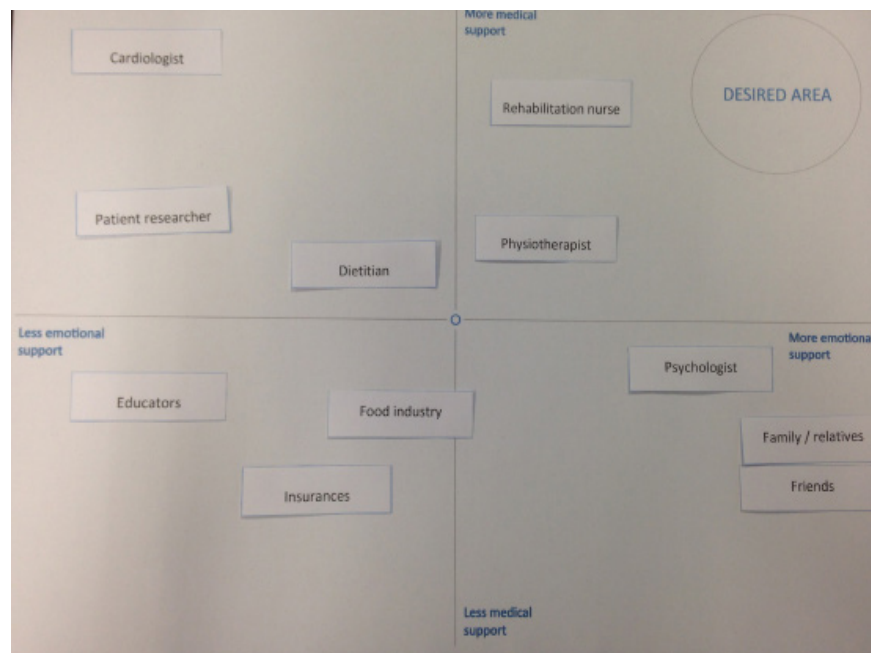 More medical
support
Cardiologist
DESIRED AREA
Rehabilitation nurse
Patient researcher
Physiotherapist
Dietitian
Less emotional
support
More emotiona
support
Psychologist
Educators
Food industry
Family / relatives
Insurances
Friends
Less medical
support